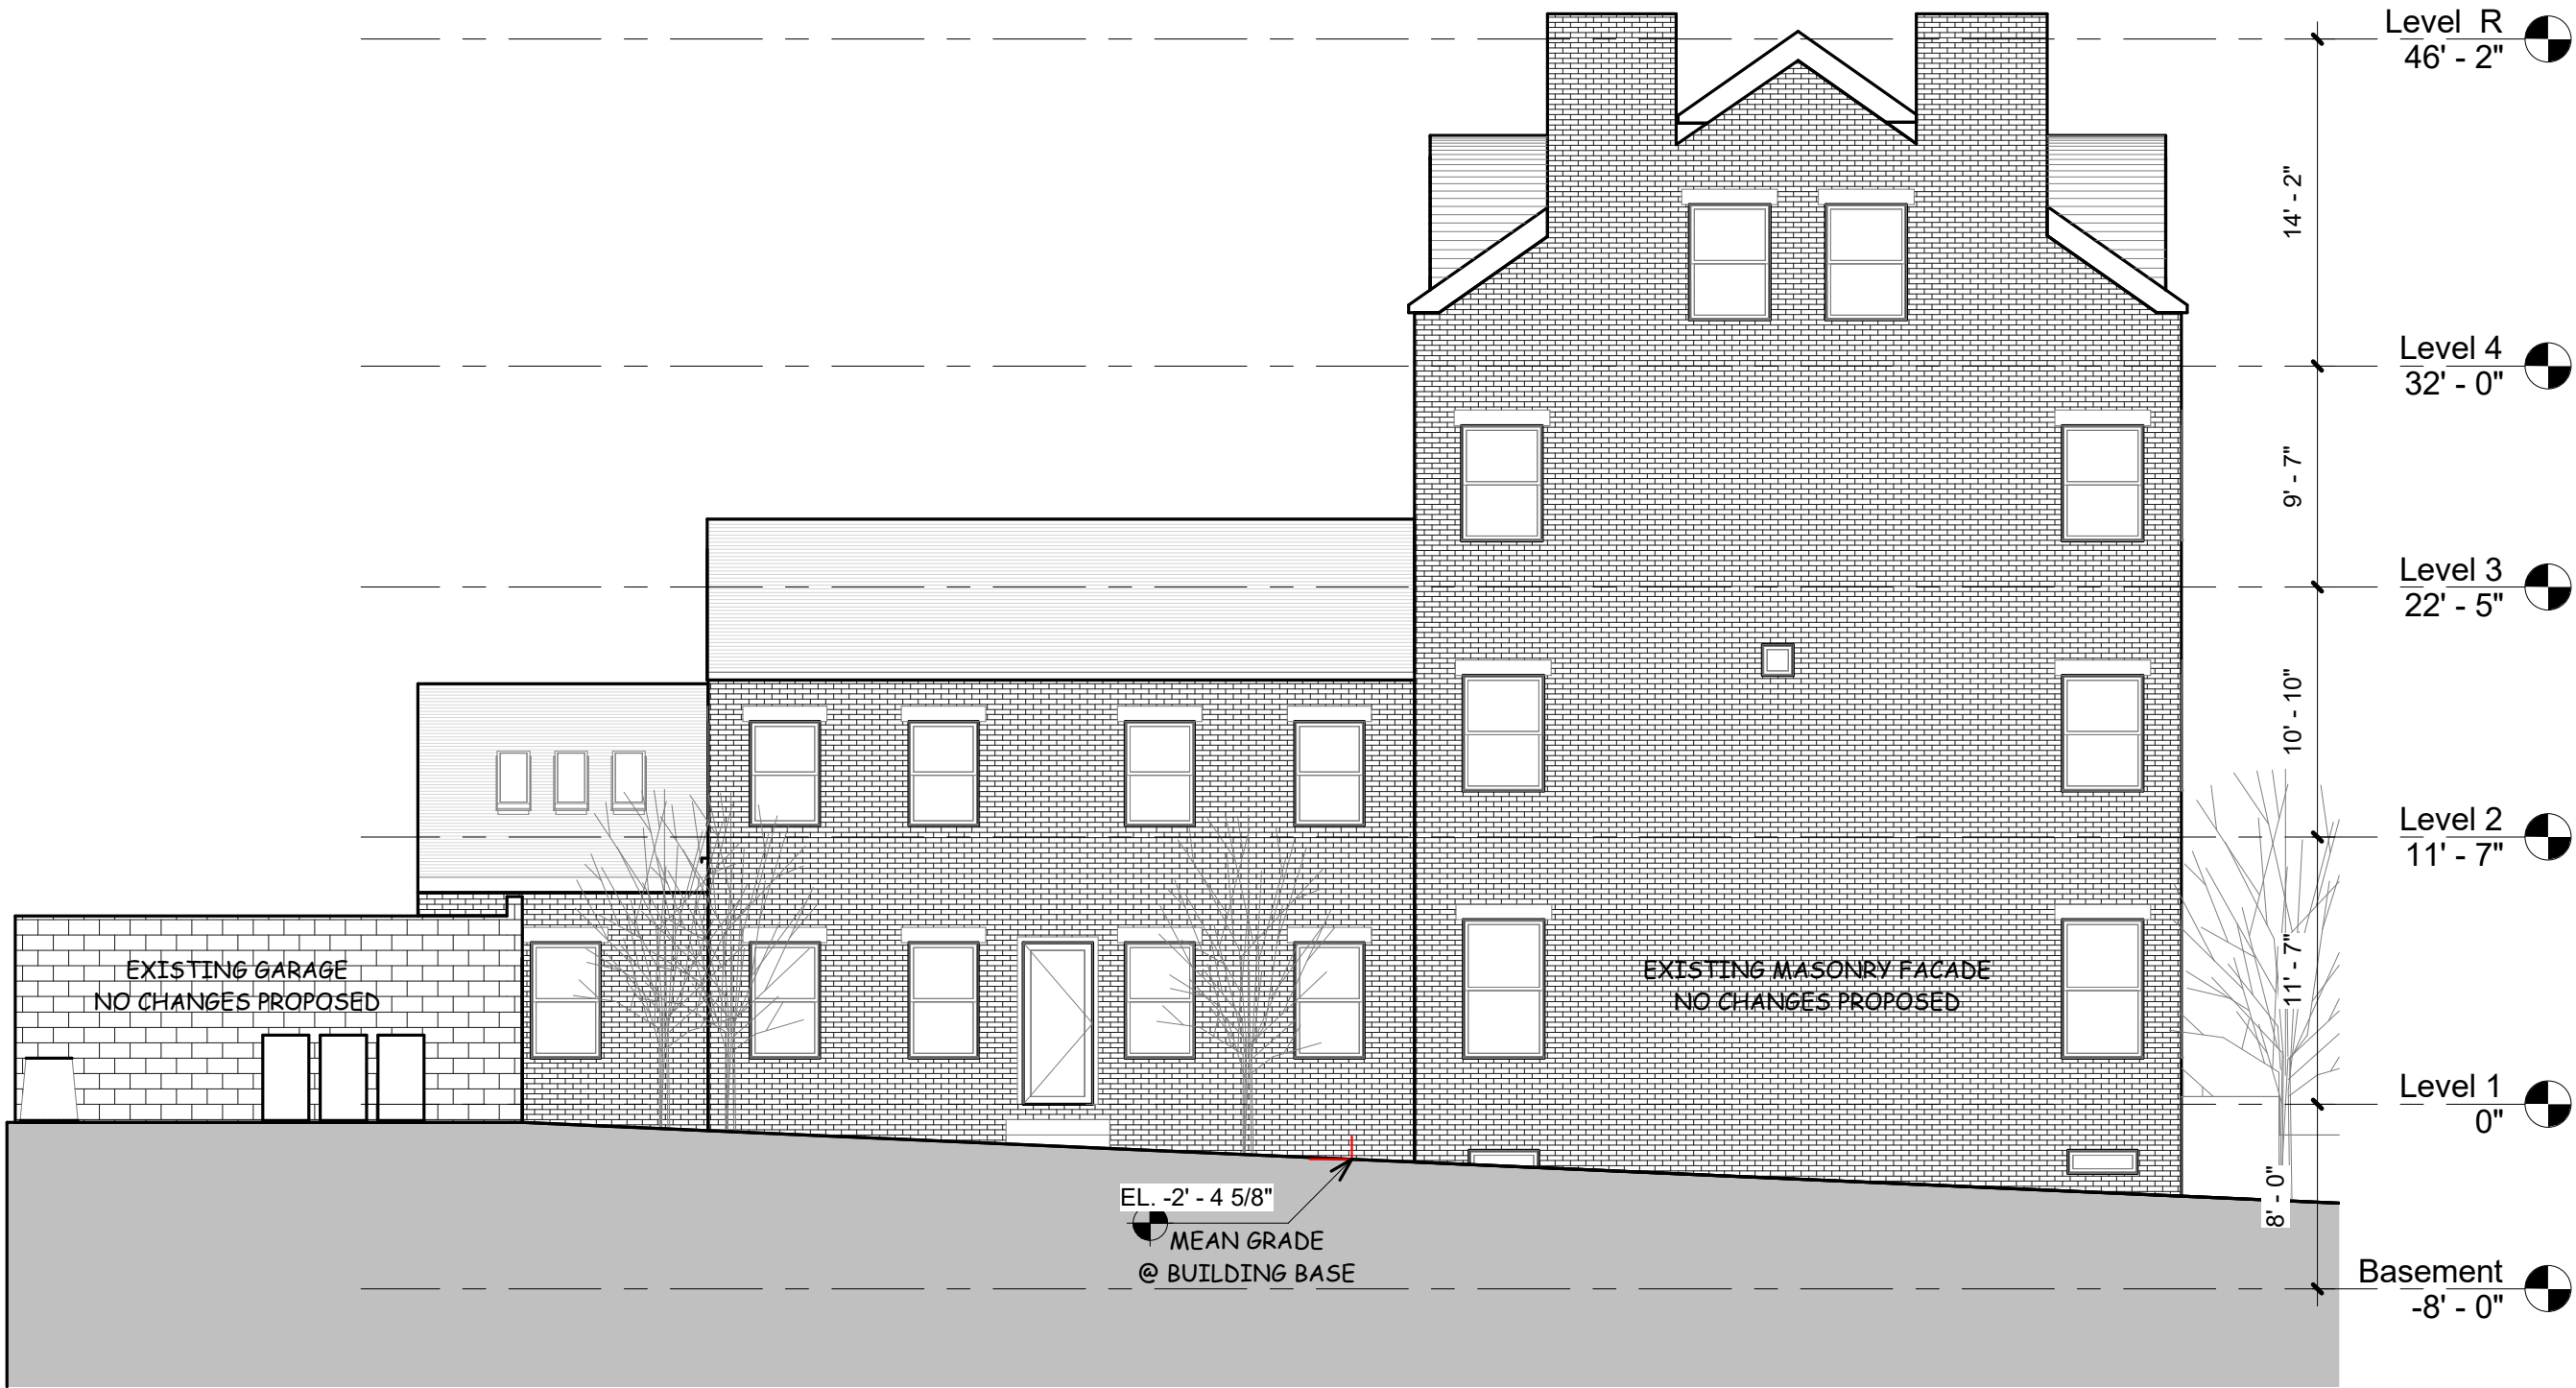 Level R
46' - 2"
14' - 2"
Level 4
32' - 0"
9' - 7"
Level 3
22' - 5"
10' - 10"
Level 2
11' - 7"
EXISTING GARAGE
NO CHANGES PROPOSED
EXISTING MASONRY FACADE
NO CHANGES PROPOSED
11' - 7"
Level 1
0"
EL. -2' - 4 5/8"
MEAN GRADE
@ BUILDING BASE
8' - 0"
Basement
-8' - 0"